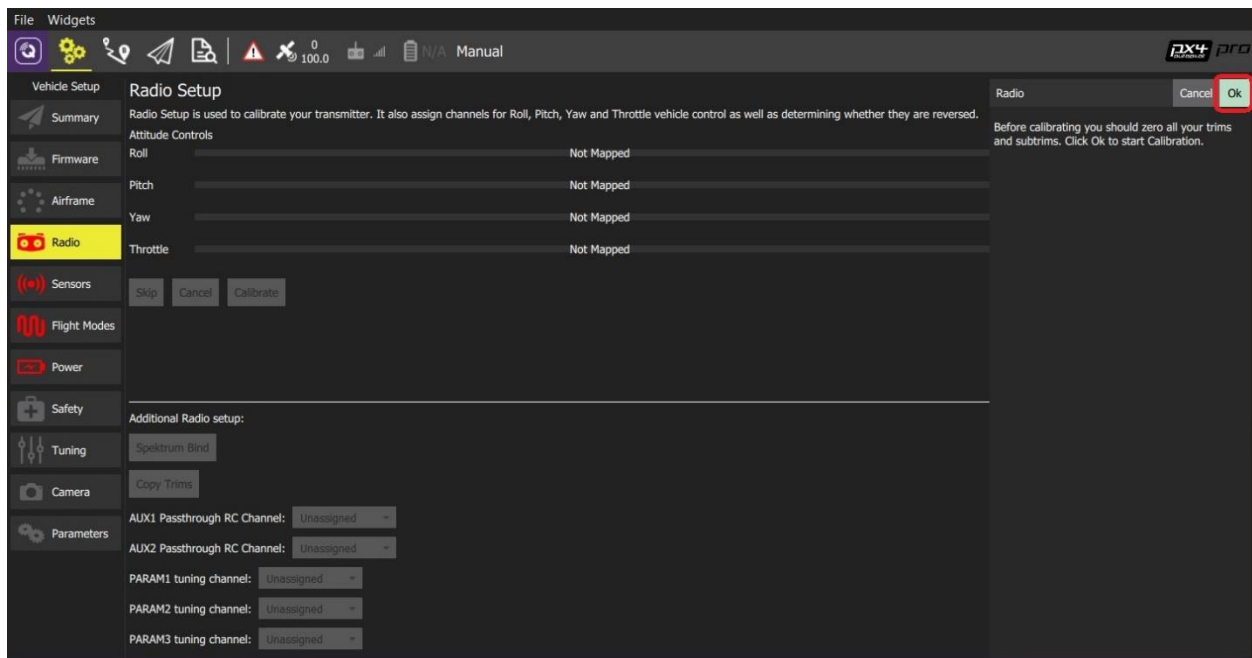 File Widgets
0
100.0
N/A
Manual
px4
pro
Vehicle Setup
Summary
Firmware
Airframe
Radio
Sensors
Flight Modes
Power
Safety
Tuning
Camera
Parameters
Radio Setup
Radio Setup is used to calibrate your transmitter. It also assign channels for Roll, Pitch, Yaw and Throttle vehicle control as well as determining whether they are reversed.
Attitude Controls
Roll Not Mapped
Pitch Not Mapped
Yaw Not Mapped
Throttle Not Mapped
Skip Cancel Calibrate
Additional Radio setup:
Spektrum Bind
Copy Trims
AUX1 Passthrough RC Channel: Unassigned
AUX2 Passthrough RC Channel: Unassigned
PARAM1 tuning channel: Unassigned
PARAM2 tuning channel: Unassigned
PARAM3 tuning channel: Unassigned
Radio Cancel Ok
Before calibrating you should zero all your trims
and subtrims. Click Ok to start Calibration.